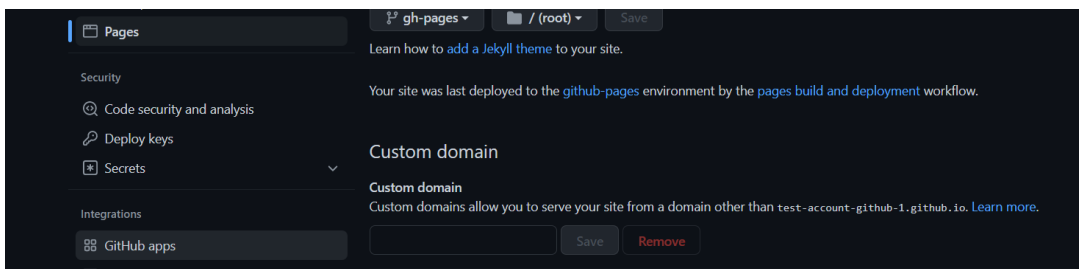 Pages
Security
Code security and analysis
Deploy keys
Secrets
Integrations
GitHub apps
gh-pages / (root) Save
Learn how to add a Jekyll theme to your site.
Your site was last deployed to the github-pages environment by the pages build and deployment workflow.
Custom domain
Custom domain
Custom domains allow you to serve your site from a domain other than test-account-github-1.github.io. Learn more.
Save Remove